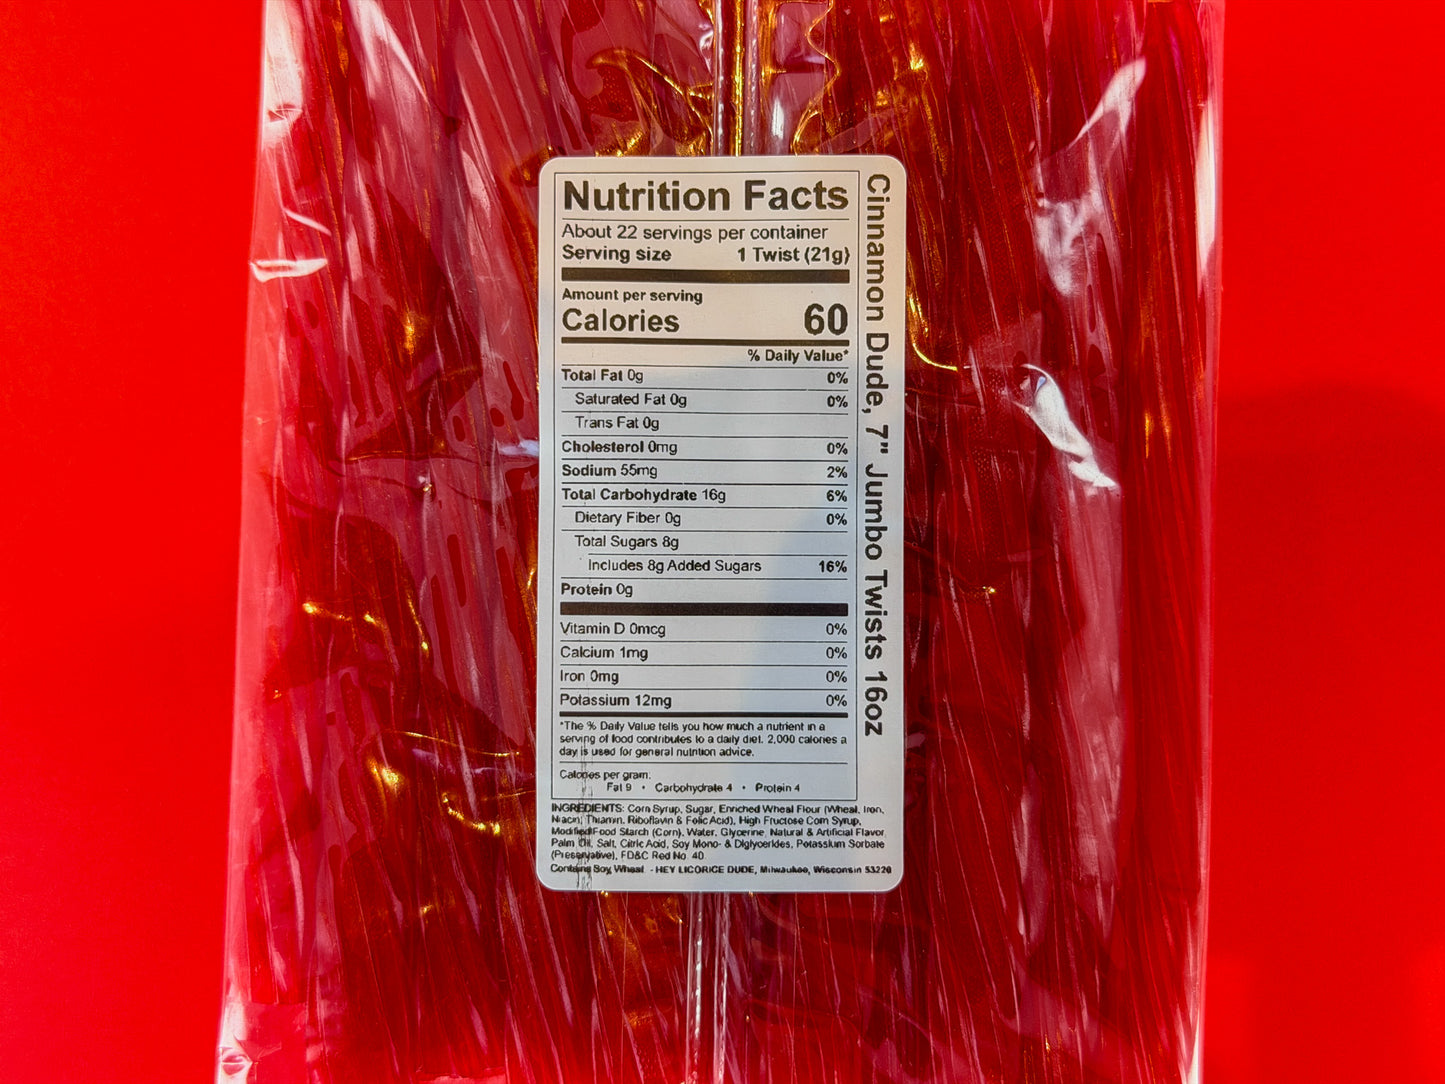 Nutrition Facts
About 22 servings per container
Serving size 1 Twist (21g)
Amount per serving
Calories 60
% Daily Value*
Total Fat 0g 0%
Saturated Fat 0g 0%
Trans Fat 0g
Cholesterol 0mg 0%
Sodium 55mg 2%
Total Carbohydrate 16g 6%
Dietary Fiber 0g 0%
Total Sugars 8g
Includes 8g Added Sugars 16%
Protein 0g
Vitamin D 0mcg 0%
Calcium 1mg 0%
Iron 0mg 0%
Potassium 12mg 0%
*The % Daily Value tells you how much a nutrient in a
serving of food contributes to a daily diet. 2,000 calories a
day is used for general nutrition advice.
Calories per gram:
Fat 9 • Carbohydrate 4 • Protein 4
INGREDIENTS: Corn Syrup, Sugar, Enriched Wheat Flour (Wheat, Iron,
Niacin, Thiamin, Riboflavin & Folic Acid), High Fructose Corn Syrup,
Modified Food Starch (Corn), Water, Glycerine, Natural & Artificial Flavor,
Palm Oil, Salt, Citric Acid, Soy Mono- & Diglycerides, Potassium Sorbate
(Preservative), FD&C Red No. 40
Contains Soy, Wheat. - HEY LICORICE DUDE, Milwaukee, Wisconsin 53226
Cinnamon Dude, 7" Jumbo Twists 16oz